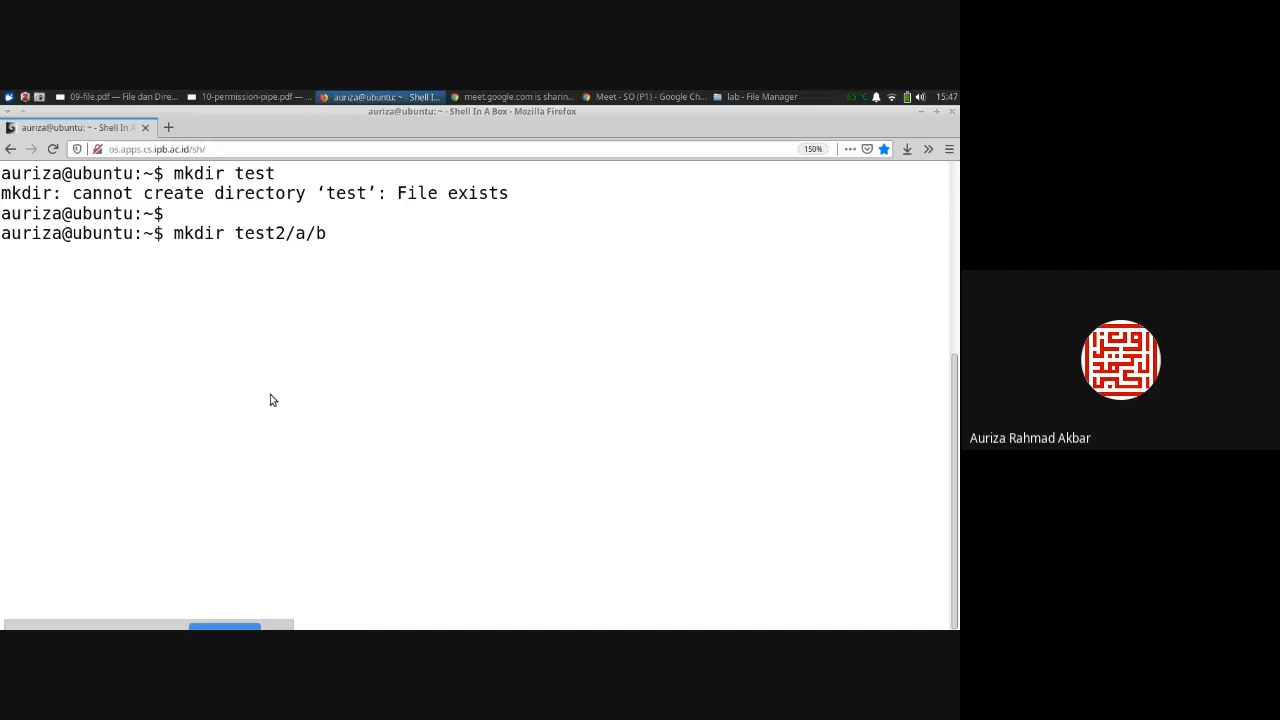 09-file.pdf — File dan Dire...
10-permission-pipe.pdf — ...
auriza@ubuntu: ~ - Shell I...
meet.google.com is sharin...
Meet - SO (P1) - Google Ch...
lab - File Manager
65 °C
15:47
auriza@ubuntu: ~ - Shell In A Box - Mozilla Firefox
auriza@ubuntu: ~ - Shell In A
os.apps.cs.ipb.ac.id/sh/
150%
auriza@ubuntu:~$ mkdir test
mkdir: cannot create directory ‘test’: File exists
auriza@ubuntu:~$
auriza@ubuntu:~$ mkdir test2/a/b
Auriza Rahmad Akbar